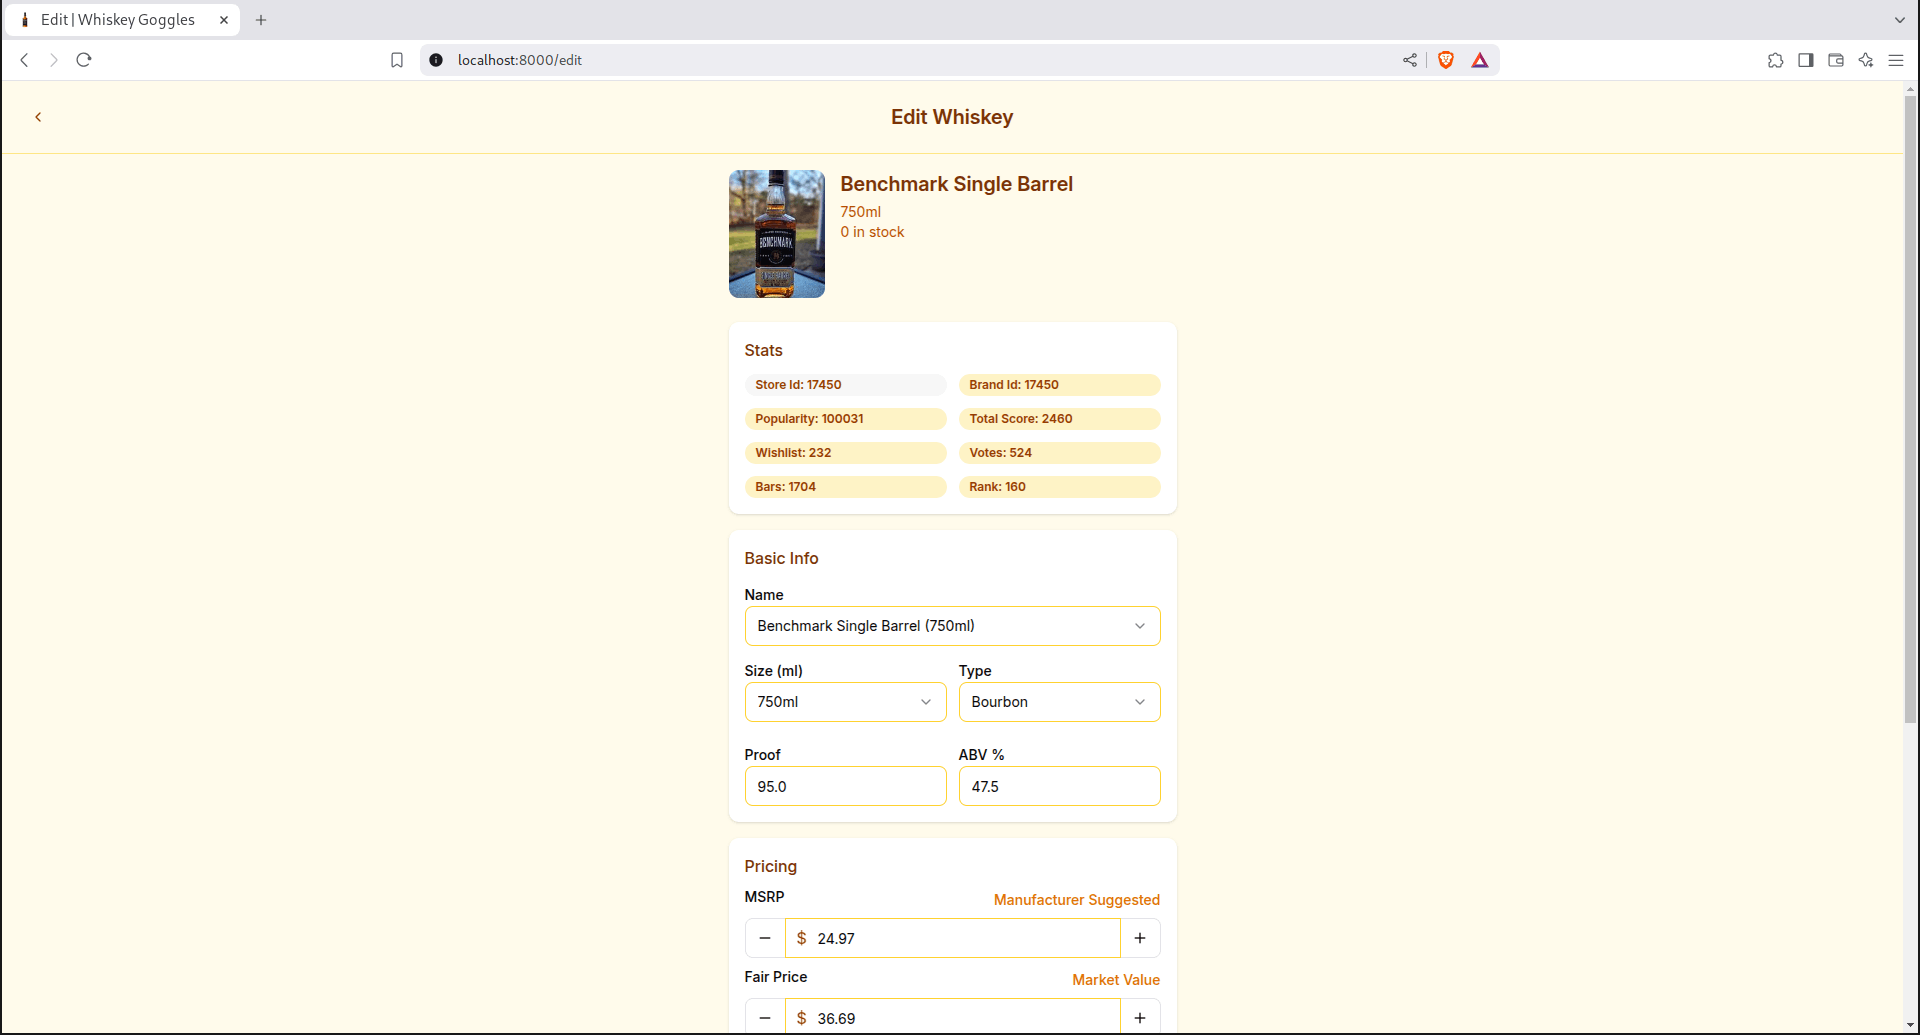 Edit | Whiskey Goggles
localhost:8000/edit
Edit Whiskey
Benchmark Single Barrel
750ml
0 in stock
BENCHMARK
Stats
Store Id: 17450
Brand Id: 17450
Popularity: 100031
Total Score: 2460
Wishlist: 232
Votes: 524
Bars: 1704
Rank: 160
Basic Info
Name
Benchmark Single Barrel (750ml)
Size (ml)
Type
750ml
Bourbon
Proof
ABV %
95.0
47.5
Pricing
MSRP
Manufacturer Suggested
− $ 24.97 +
Fair Price
Market Value
− $ 36.69 +